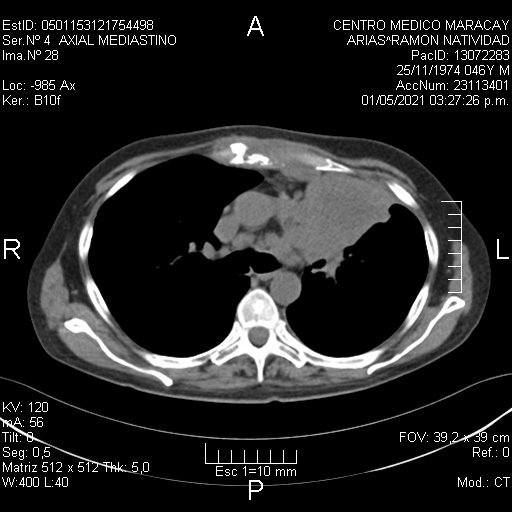 EstID: 0501153121754498
Ser.Nº 4 AXIAL MEDIASTINO
Ima.Nº 28
Loc: -985 Ax
Ker.: B10f
A
CENTRO MEDICO MARACAY
ARIAS^RAMON NATIVIDAD
PacID: 13072283
25/11/1974 046Y M
AccNum: 23113401
01/05/2021 03:27:26 p.m.
R
L
KV: 120
mA: 56
Tilt: 0
Seg: 0,5
Matriz 512 x 512 Thk: 5,0
W:400 L:40
Esc 1=10 mm
P
FOV: 39,2 x 39 cm
Ref.: 0
Mod.: CT